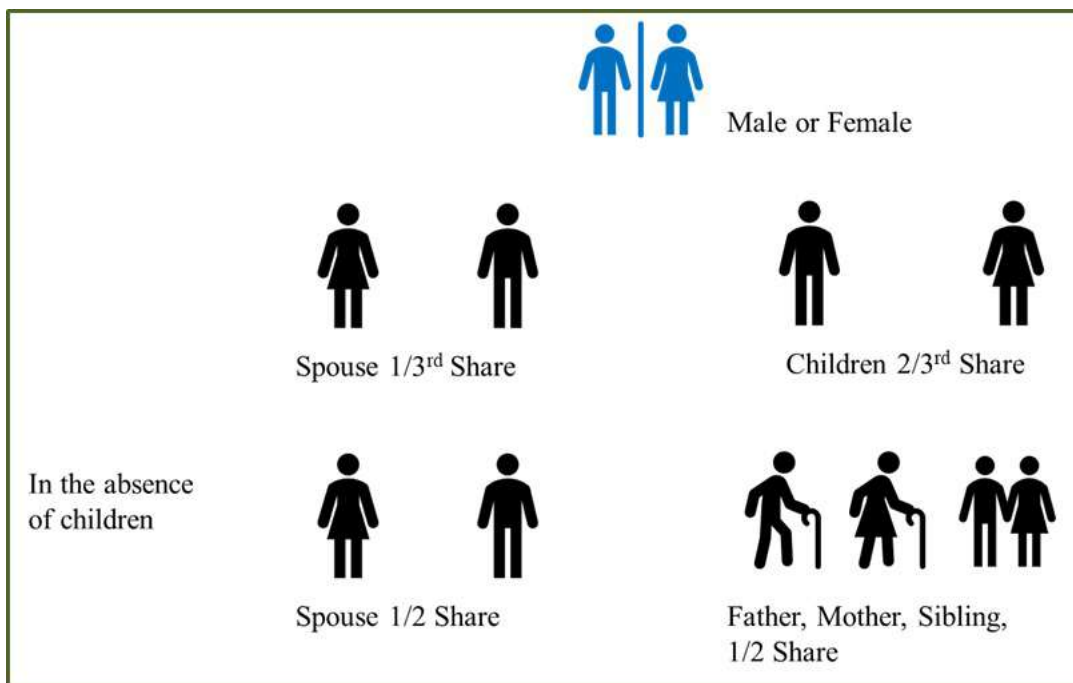 Male or Female
Spouse 1/3rd Share
Children 2/3rd Share
In the absence
of children
Spouse 1/2 Share
Father, Mother, Sibling,
1/2 Share